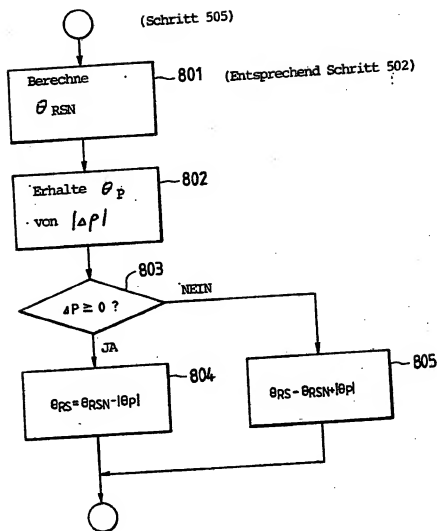 (Schritt 505)
Berechne
θ RSN
801
(Entsprechend Schritt 502)
Erhalte θ P
von |ΔP|
802
803
ΔP ≥ 0 ?
NEIN
JA
804
θRS = θRSN-|θP|
805
θRS - θRSN+|θP|